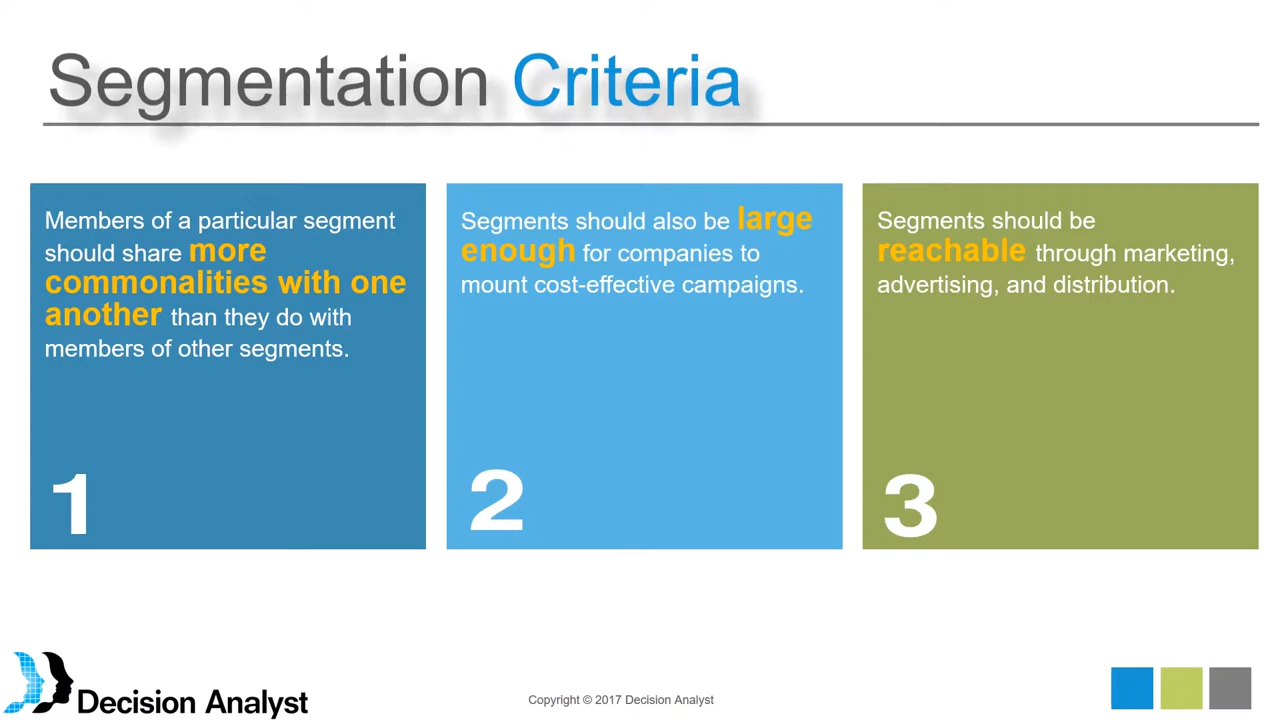 Segmentation Criteria
Members of a particular segment
should share more
commonalities with one
another than they do with
members of other segments.
1
Segments should also be large
enough for companies to
mount cost-effective campaigns.
2
Segments should be
reachable through marketing,
advertising, and distribution.
3
Decision Analyst
Copyright © 2017 Decision Analyst